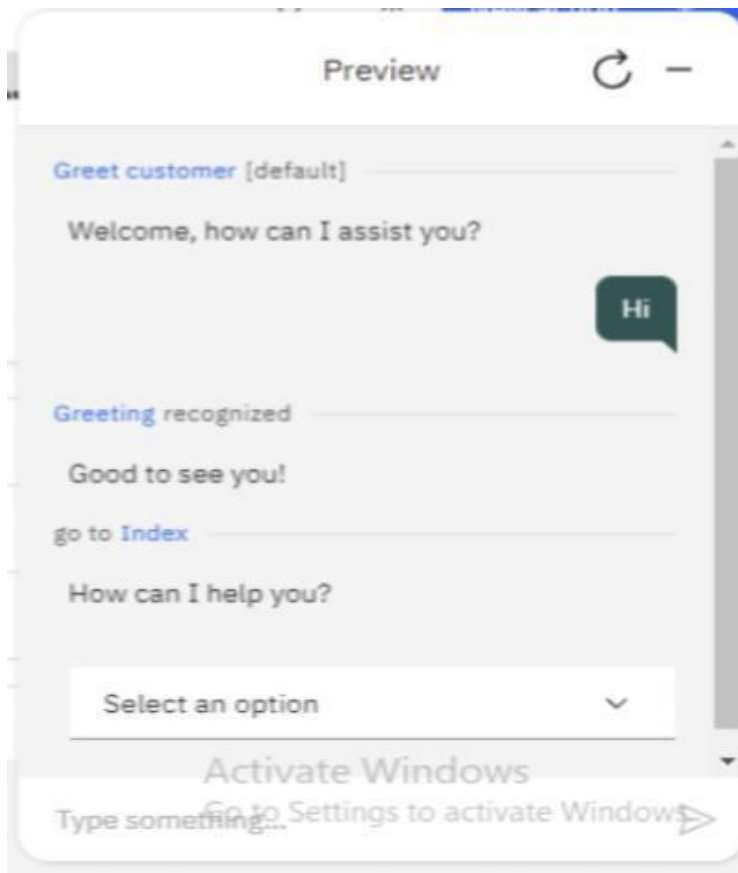 Preview
Greet customer [default]
Welcome, how can I assist you?
Hi
Greeting recognized
Good to see you!
go to Index
How can I help you?
Select an option
Activate Windows
Go to Settings to activate Windows
Type something...